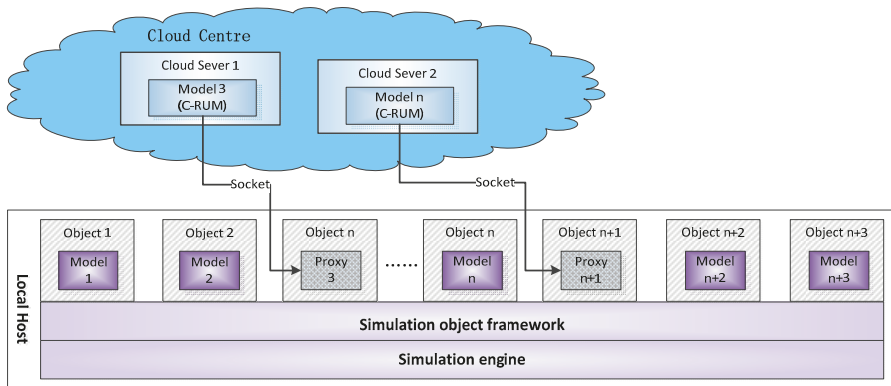 Cloud Centre
Cloud Sever 1
Model 3
(C-RUM)
Cloud Sever 2
Model n
(C-RUM)
Socket
Socket
Local Host
Object 1
Model
1
Object 2
Model
2
Object n
Proxy
3
......
Object n
Model
n
Object n+1
Proxy
n+1
Object n+2
Model
n+2
Object n+3
Model
n+3
Simulation object framework
Simulation engine